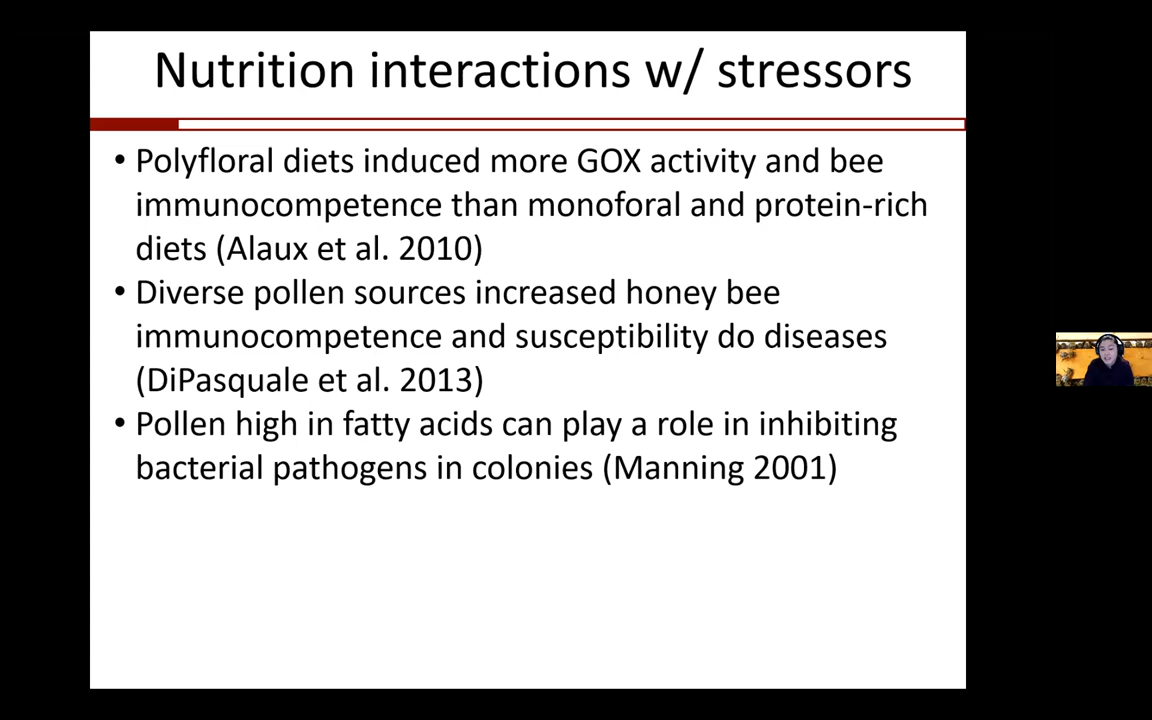 Nutrition interactions w/ stressors
• Polyfloral diets induced more GOX activity and bee
immunocompetence than monoforal and protein-rich
diets (Alaux et al. 2010)
• Diverse pollen sources increased honey bee
immunocompetence and susceptibility do diseases
(DiPasquale et al. 2013)
• Pollen high in fatty acids can play a role in inhibiting
bacterial pathogens in colonies (Manning 2001)